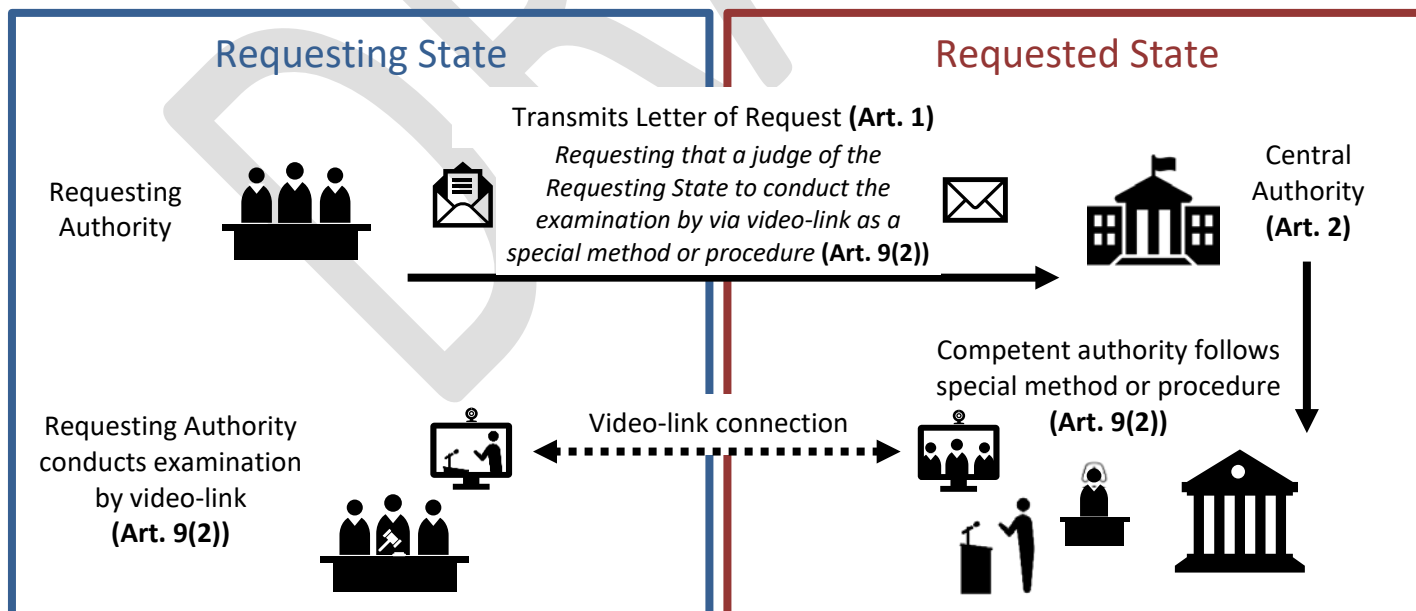 Requesting State
Requested State
Transmits Letter of Request (Art. 1)
Requesting that a judge of the
Requesting State to conduct the
examination by via video-link as a
special method or procedure (Art. 9(2))
Requesting
Authority
Central
Authority
(Art. 2)
Competent authority follows
special method or procedure
(Art. 9(2))
Requesting Authority
conducts examination
by video-link
(Art. 9(2))
Video-link connection